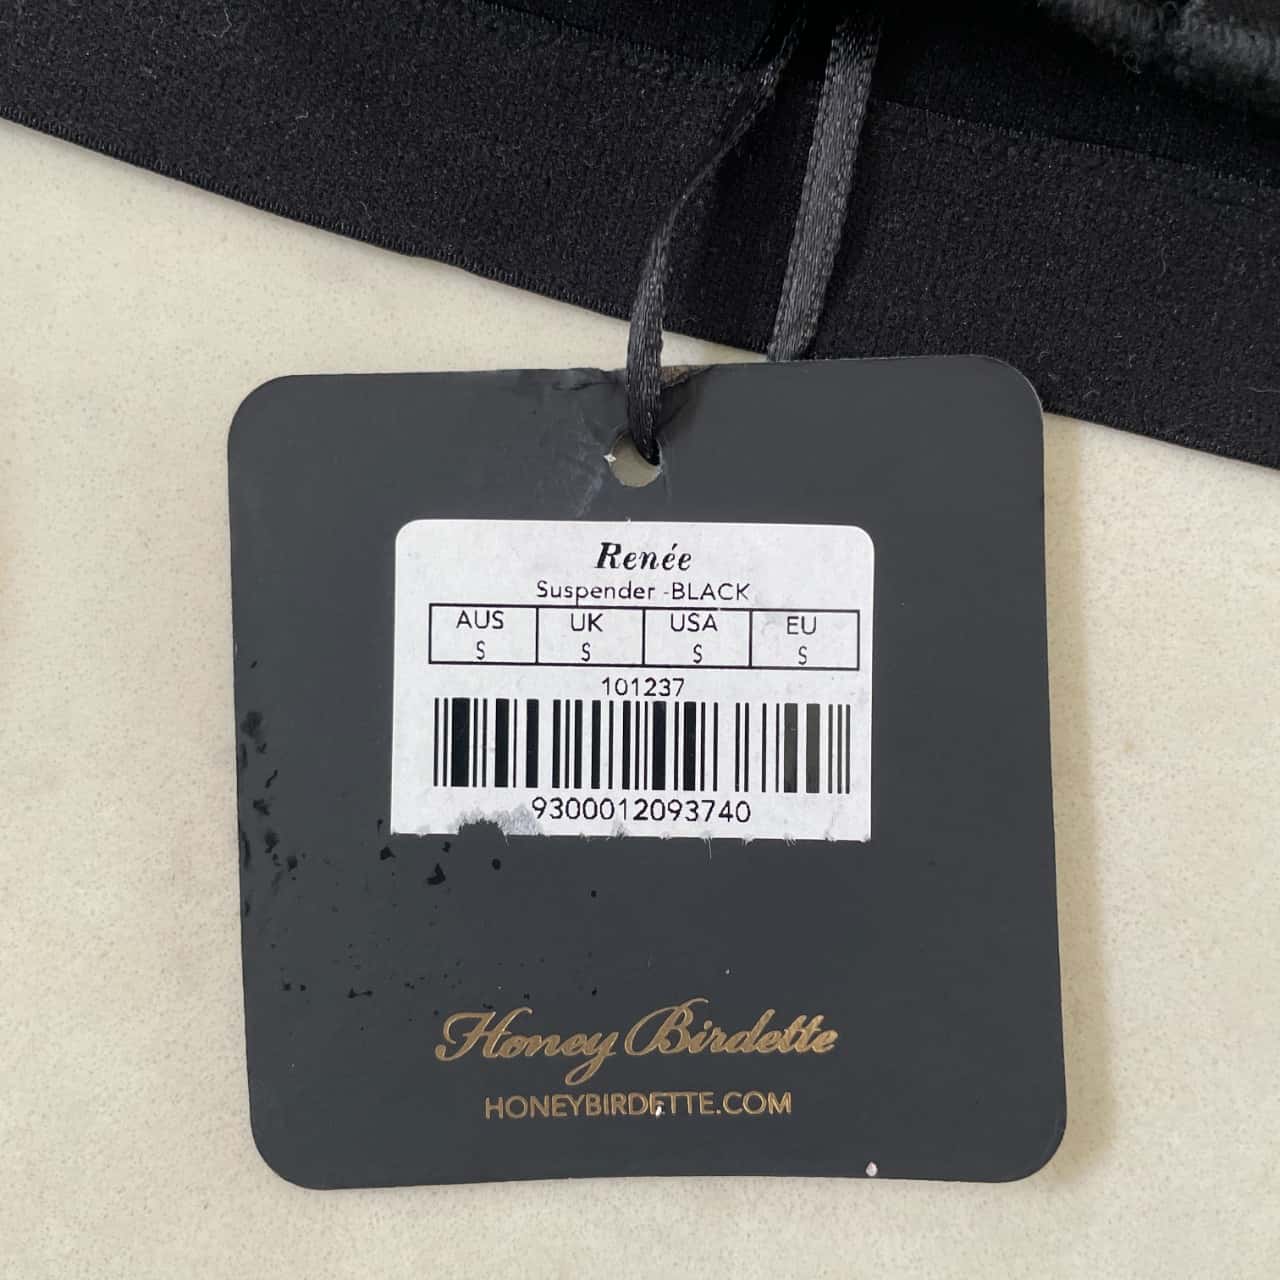 Renée
Suspender -BLACK
AUS UK USA EU
S S S S
101237
9300012093740
Honey Birdette
HONEYBIRDETTE.COM